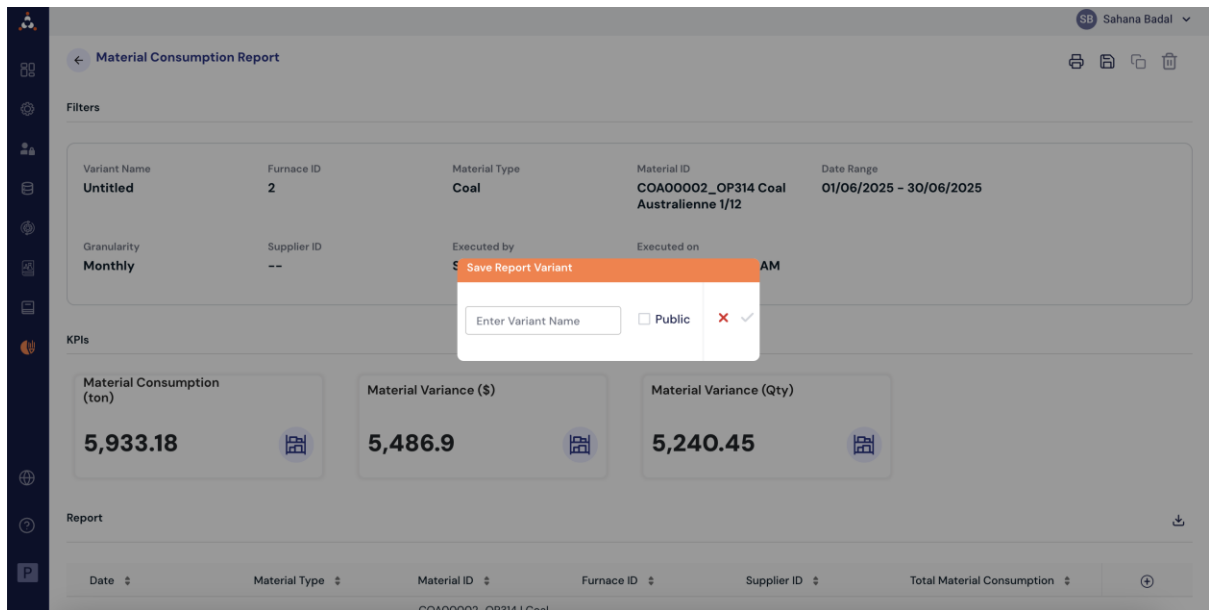 SB Sahana Badal
Material Consumption Report
Filters
Variant Name Furnace ID Material Type Material ID Date Range
Untitled 2 Coal COA00002_OP314 Coal 01/06/2025 - 30/06/2025
Australienne 1/12
Granularity Supplier ID Executed by Executed on
Monthly -- S AM
Save Report Variant
Enter Variant Name Public
KPIs
Material Consumption
(ton)
5,933.18
Material Variance ($)
5,486.9
Material Variance (Qty)
5,240.45
Report
P
Date Material Type Material ID Furnace ID Supplier ID Total Material Consumption
COA00002_OP314 | Coal